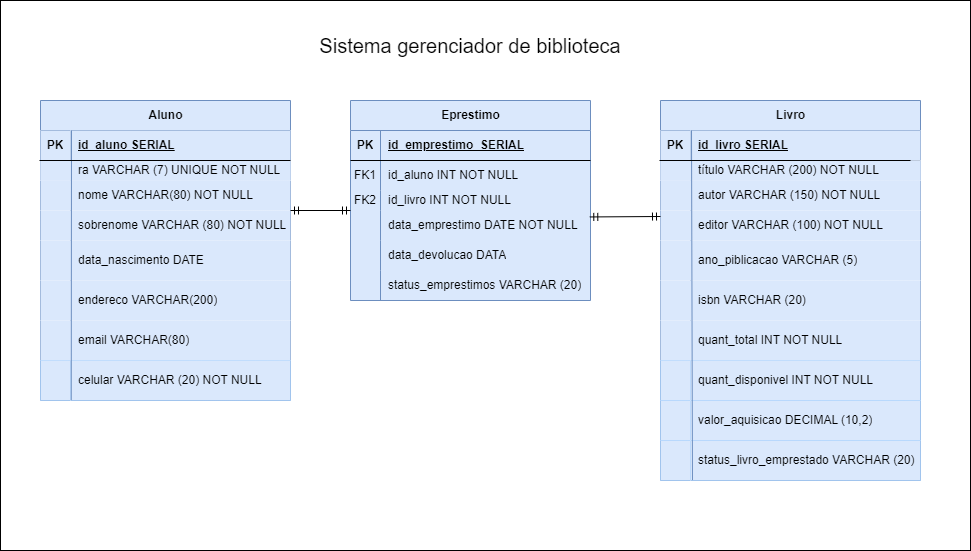 Sistema gerenciador de biblioteca
Aluno
PK id_aluno SERIAL
ra VARCHAR (7) UNIQUE NOT NULL
nome VARCHAR(80) NOT NULL
sobrenome VARCHAR (80) NOT NULL
data_nascimento DATE
endereco VARCHAR(200)
email VARCHAR(80)
celular VARCHAR (20) NOT NULL
Eprestimo
PK id_emprestimo SERIAL
FK1 id_aluno INT NOT NULL
FK2 id_livro INT NOT NULL
data_emprestimo DATE NOT NULL
data_devolucao DATA
status_emprestimos VARCHAR (20)
Livro
PK id_livro SERIAL
título VARCHAR (200) NOT NULL
autor VARCHAR (150) NOT NULL
editor VARCHAR (100) NOT NULL
ano_piblicacao VARCHAR (5)
isbn VARCHAR (20)
quant_total INT NOT NULL
quant_disponivel INT NOT NULL
valor_aquisicao DECIMAL (10,2)
status_livro_emprestado VARCHAR (20)